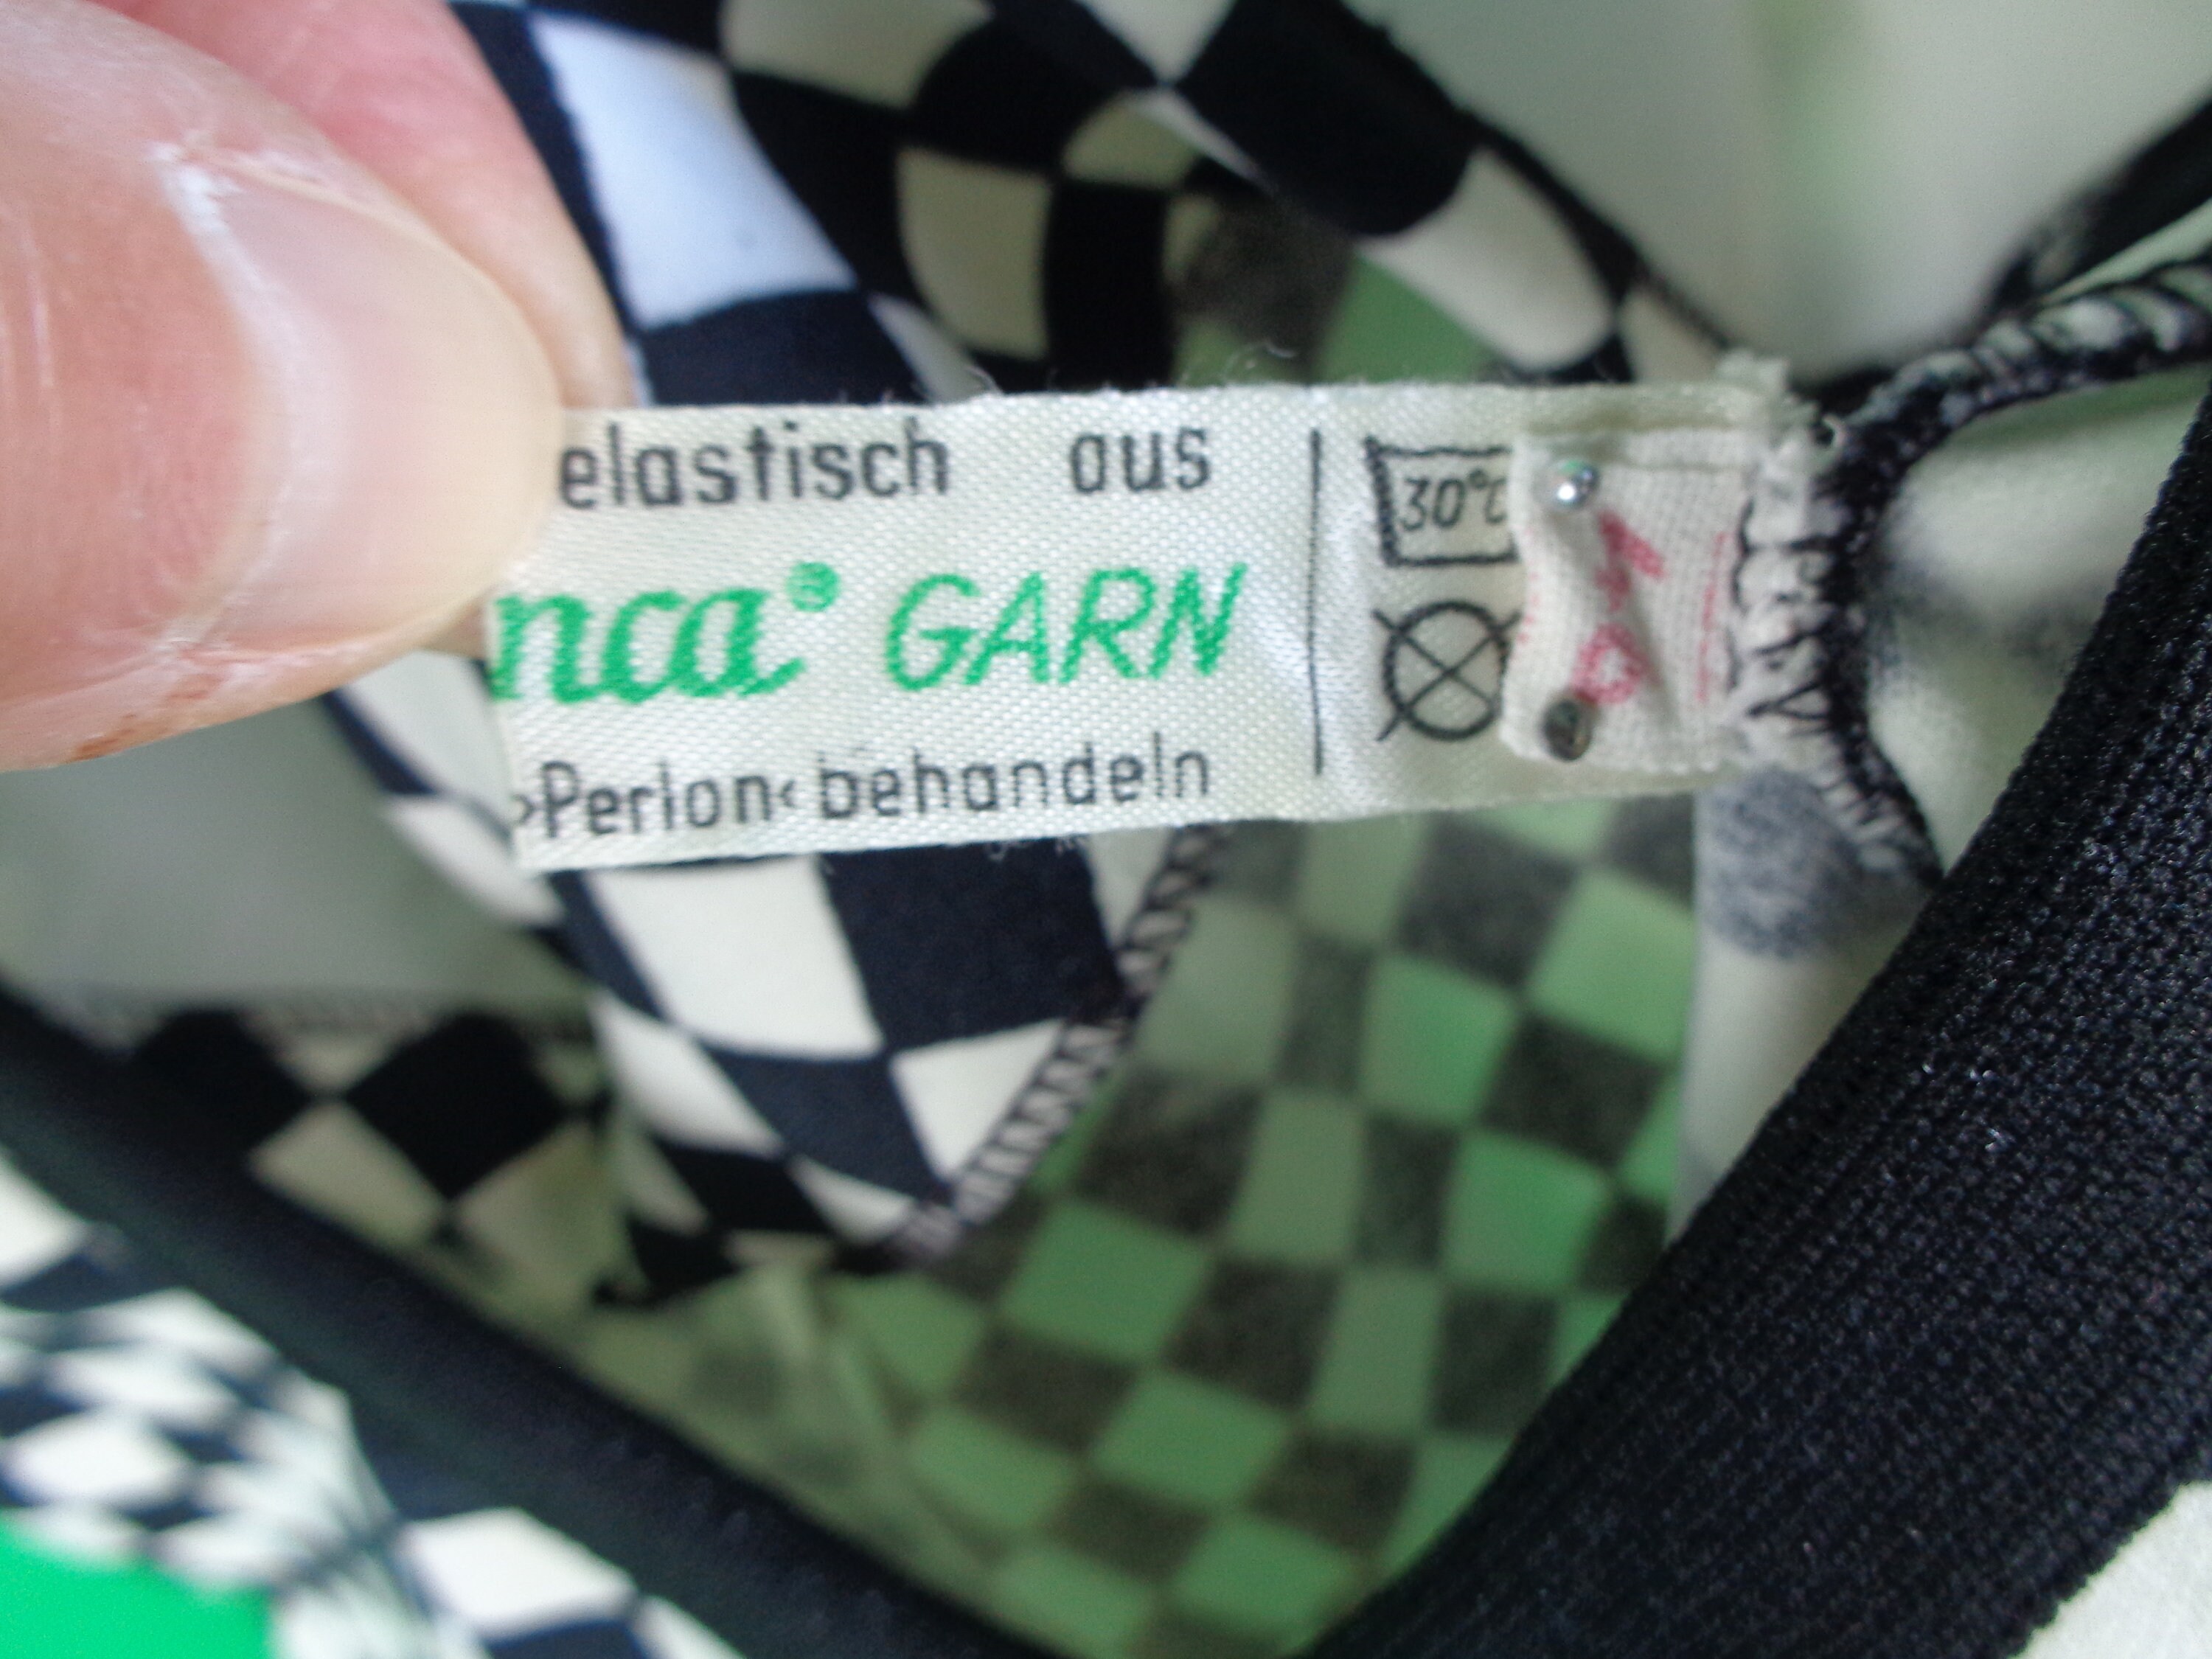 elastisch aus
nca® GARN
›Perlon‹ behandeln
30°C